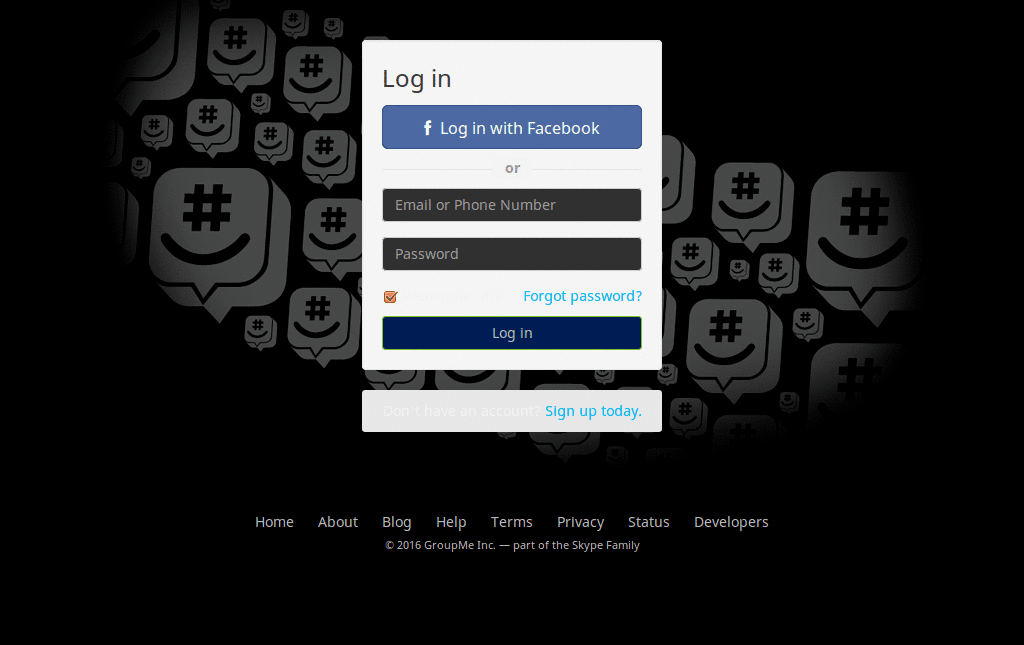 Log in
f Log in with Facebook
or
Email or Phone Number
Password
Forgot password?
Log in
Don't have an account? Sign up today.
Home About Blog Help Terms Privacy Status Developers
© 2016 GroupMe Inc. — part of the Skype Family